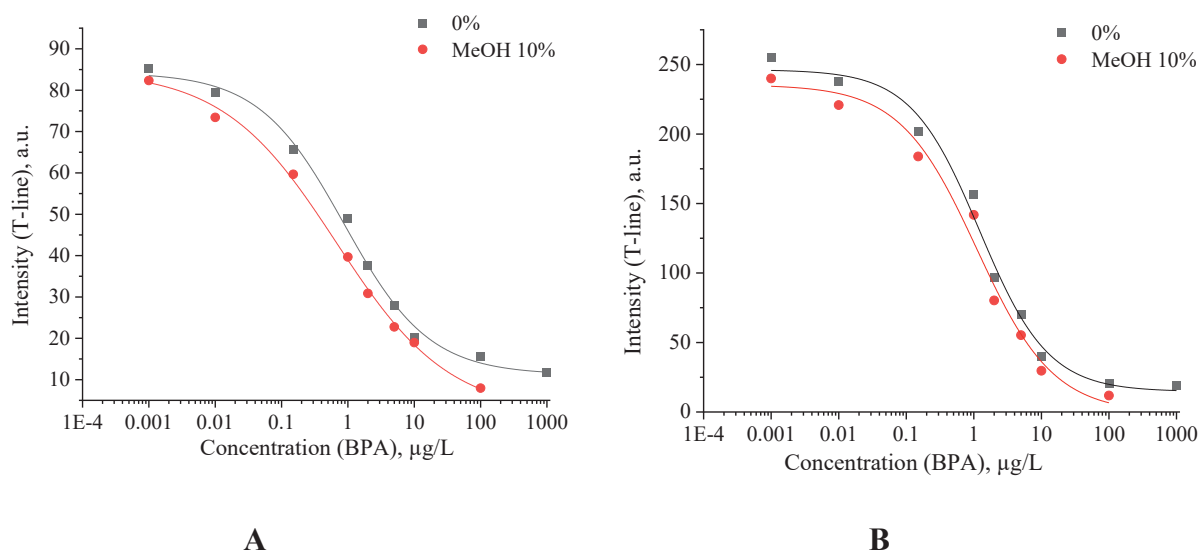 0%
MeOH 10%
90
80
70
60
50
40
30
20
10
Intensity (T-line), a.u.
1E-4 0.001 0.01 0.1 1 10 100 1000
Concentration (BPA), µg/L
A
0%
MeOH 10%
250
200
150
100
50
0
Intensity (T-line), a.u.
1E-4 0.001 0.01 0.1 1 10 100 1000
Concentration (BPA), µg/L
B